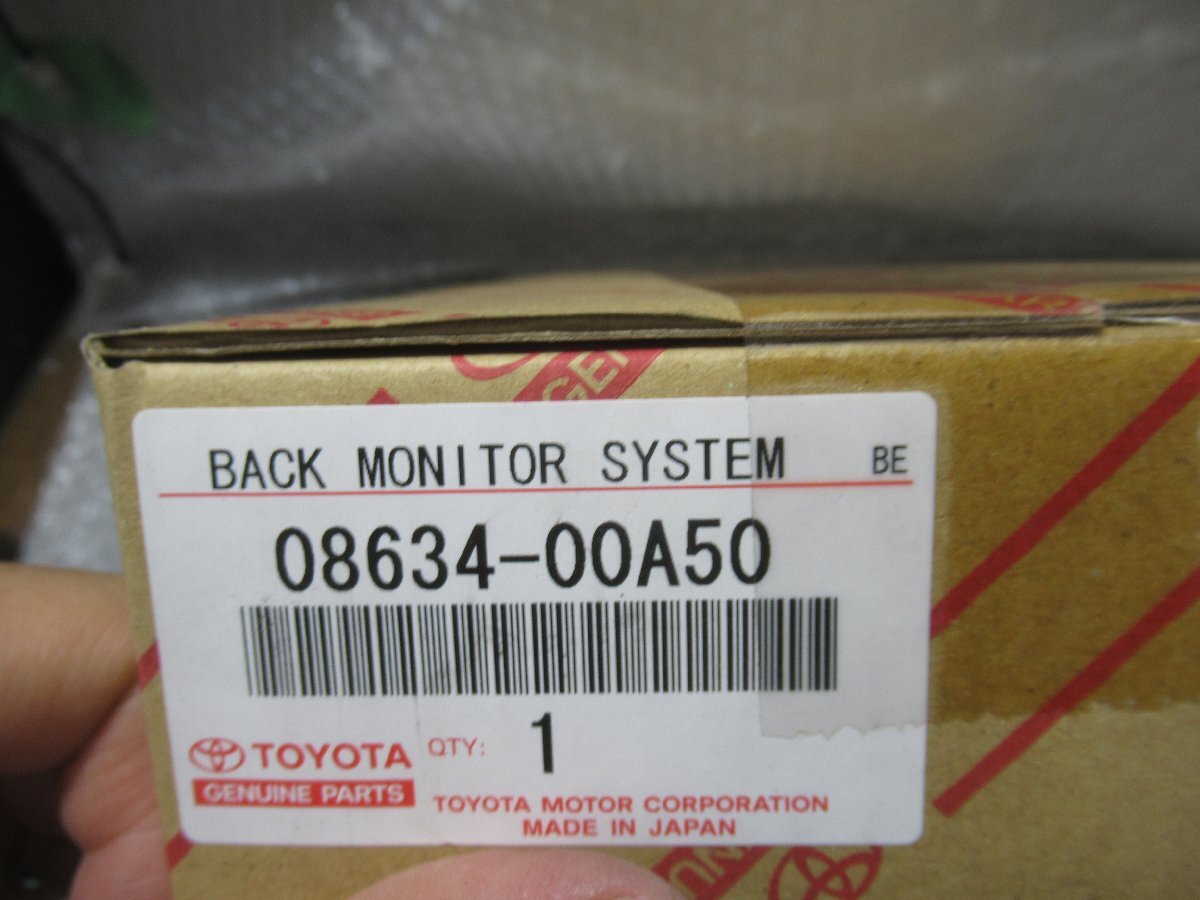 BACK MONITOR SYSTEM BE
08634-00A50
TOYOTA QTY: 1
GENUINE PARTS
TOYOTA MOTOR CORPORATION
MADE IN JAPAN